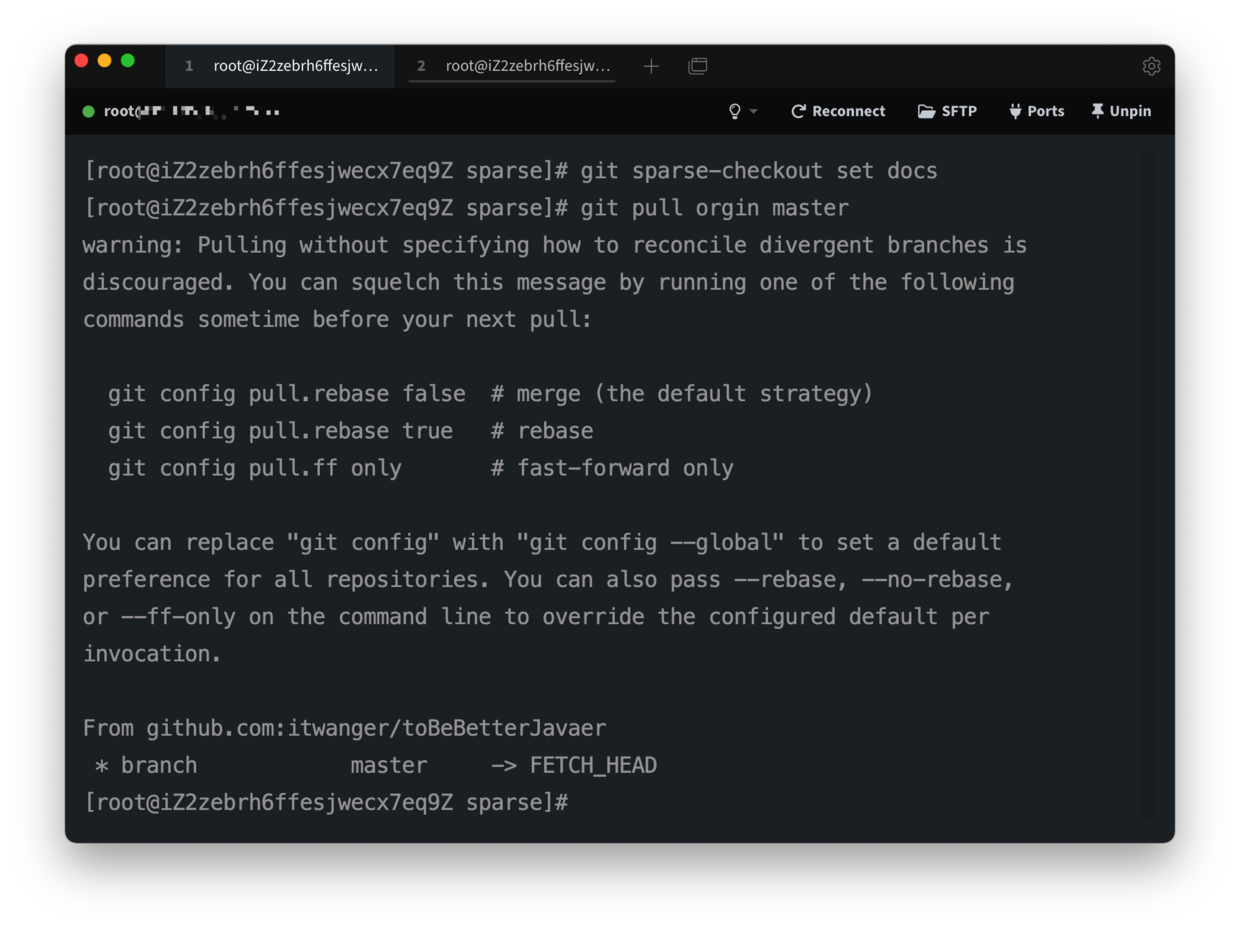 1 root@iZ2zebrh6ffesjw... 2 root@iZ2zebrh6ffesjw...
root@ Reconnect SFTP Ports Unpin
[root@iZ2zebrh6ffesjwecx7eq9Z sparse]# git sparse-checkout set docs
[root@iZ2zebrh6ffesjwecx7eq9Z sparse]# git pull orgin master
warning: Pulling without specifying how to reconcile divergent branches is
discouraged. You can squelch this message by running one of the following
commands sometime before your next pull:
git config pull.rebase false # merge (the default strategy)
git config pull.rebase true # rebase
git config pull.ff only # fast-forward only
You can replace "git config" with "git config --global" to set a default
preference for all repositories. You can also pass --rebase, --no-rebase,
or --ff-only on the command line to override the configured default per
invocation.
From github.com:itwanger/toBeBetterJavaer
* branch master -> FETCH_HEAD
[root@iZ2zebrh6ffesjwecx7eq9Z sparse]#